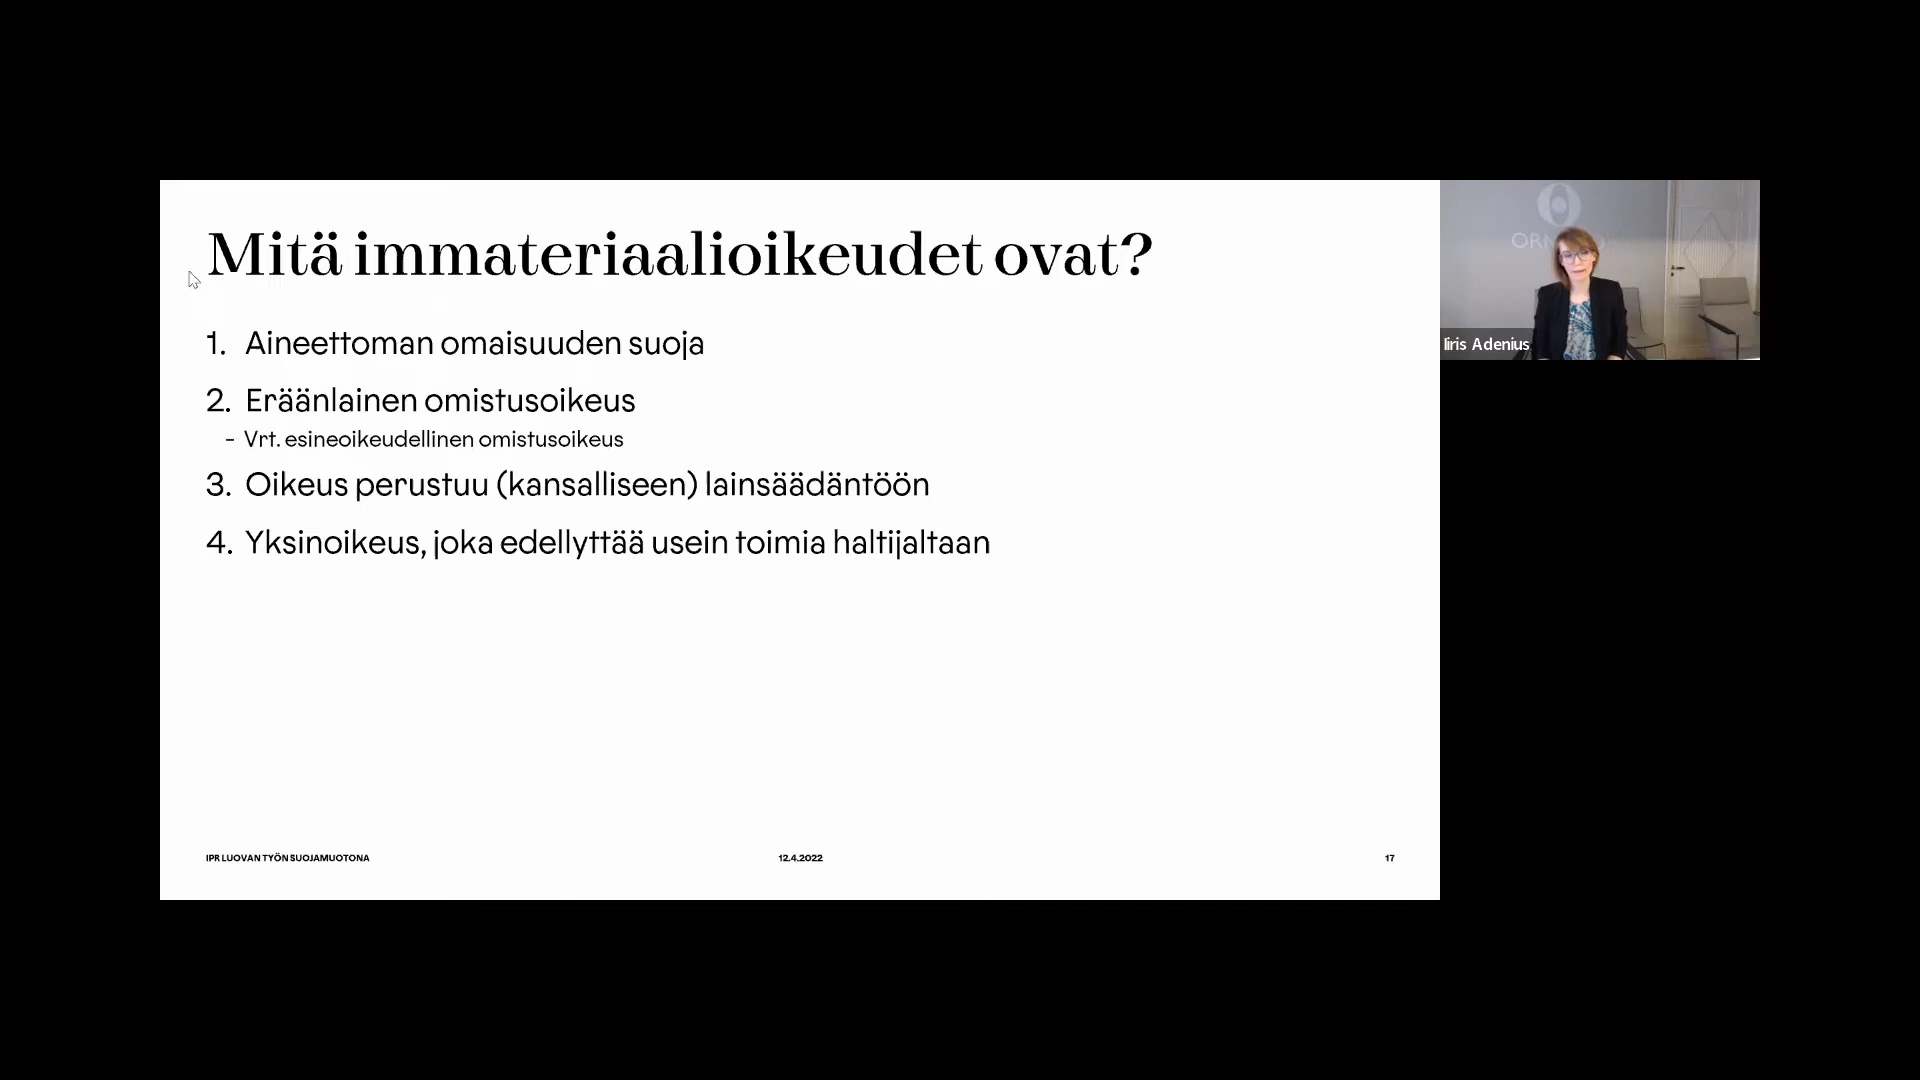 Mitä immateriaalioikeudet ovat?
1. Aineettoman omaisuuden suoja
2. Eräänlainen omistusoikeus
- Vrt. esineoikeudellinen omistusoikeus
3. Oikeus perustuu (kansalliseen) lainsäädäntöön
4. Yksinoikeus, joka edellyttää usein toimia haltijaltaan
IPR LUOVAN TYÖN SUOJAMUOTONA
12.4.2022
17
Iiris Adenius